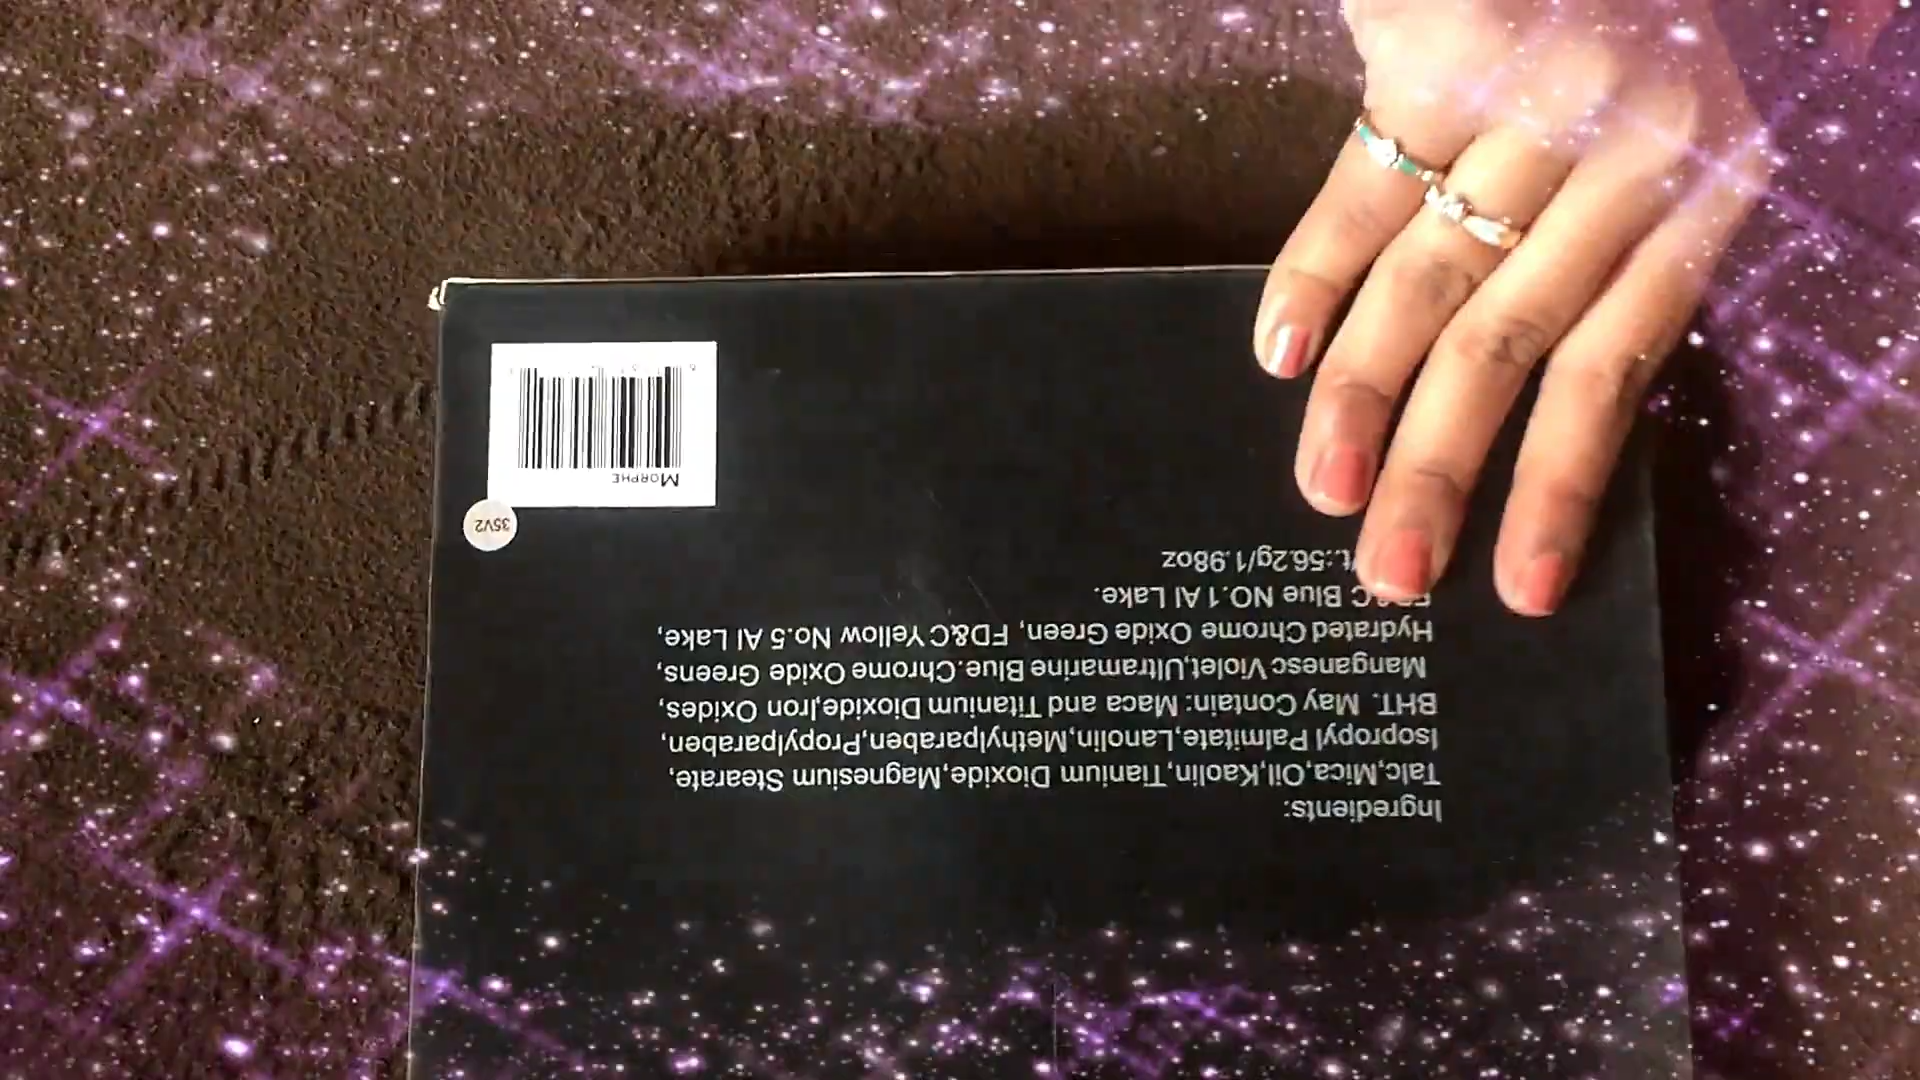 Ingredients:
Talc,Mica,Oil,Kaolin,Tianium Dioxide,Magnesium Stearate,
Isopropyl Palmitate,Lanolin,Methylparaben,Propylparaben,
BHT. May Contain: Maca and Titanium Dioxide,Iron Oxides,
Manganesc Violet,Ultramarine Blue.Chrome Oxide Greens,
Hydrated Chrome Oxide Green, FD&C Yellow No.5 Al Lake,
FD&C Blue NO.1 Al Lake.
56.2g/1.98oz
35V2
MORPHE